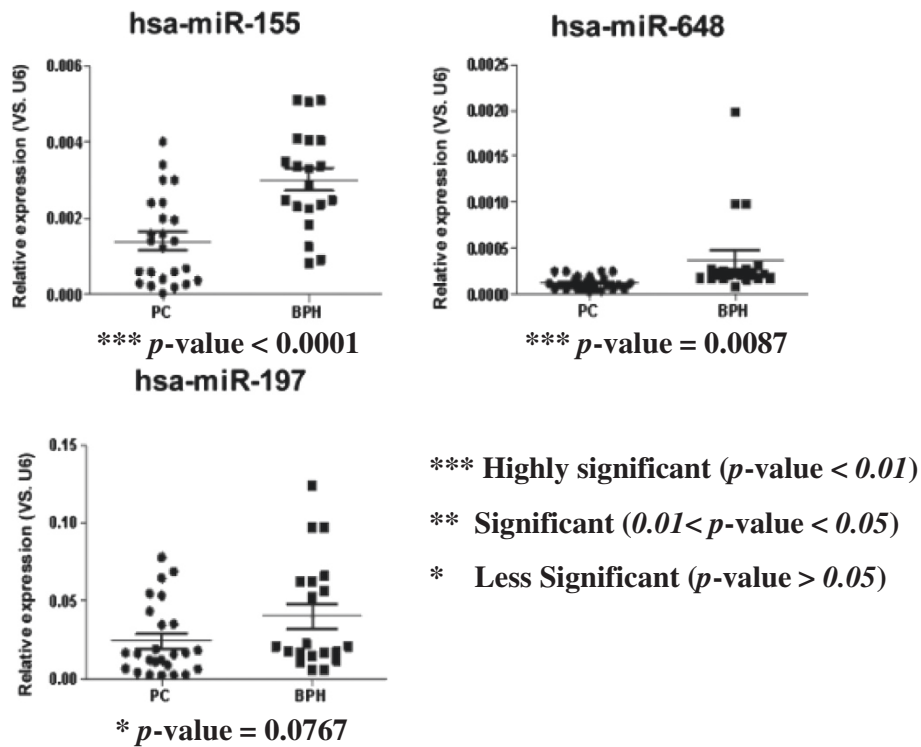 hsa-miR-155
Relative expression (VS. U6)
0.006
0.004
0.002
0.000
PC
BPH
*** p-value < 0.0001
hsa-miR-648
Relative expression (VS. U6)
0.0025
0.0020
0.0015
0.0010
0.0005
0.0000
PC
BPH
*** p-value = 0.0087
hsa-miR-197
Relative expression (VS. U6)
0.15
0.10
0.05
0.00
PC
BPH
* p-value = 0.0767
*** Highly significant (p-value < 0.01)
** Significant (0.01< p-value < 0.05)
* Less Significant (p-value > 0.05)